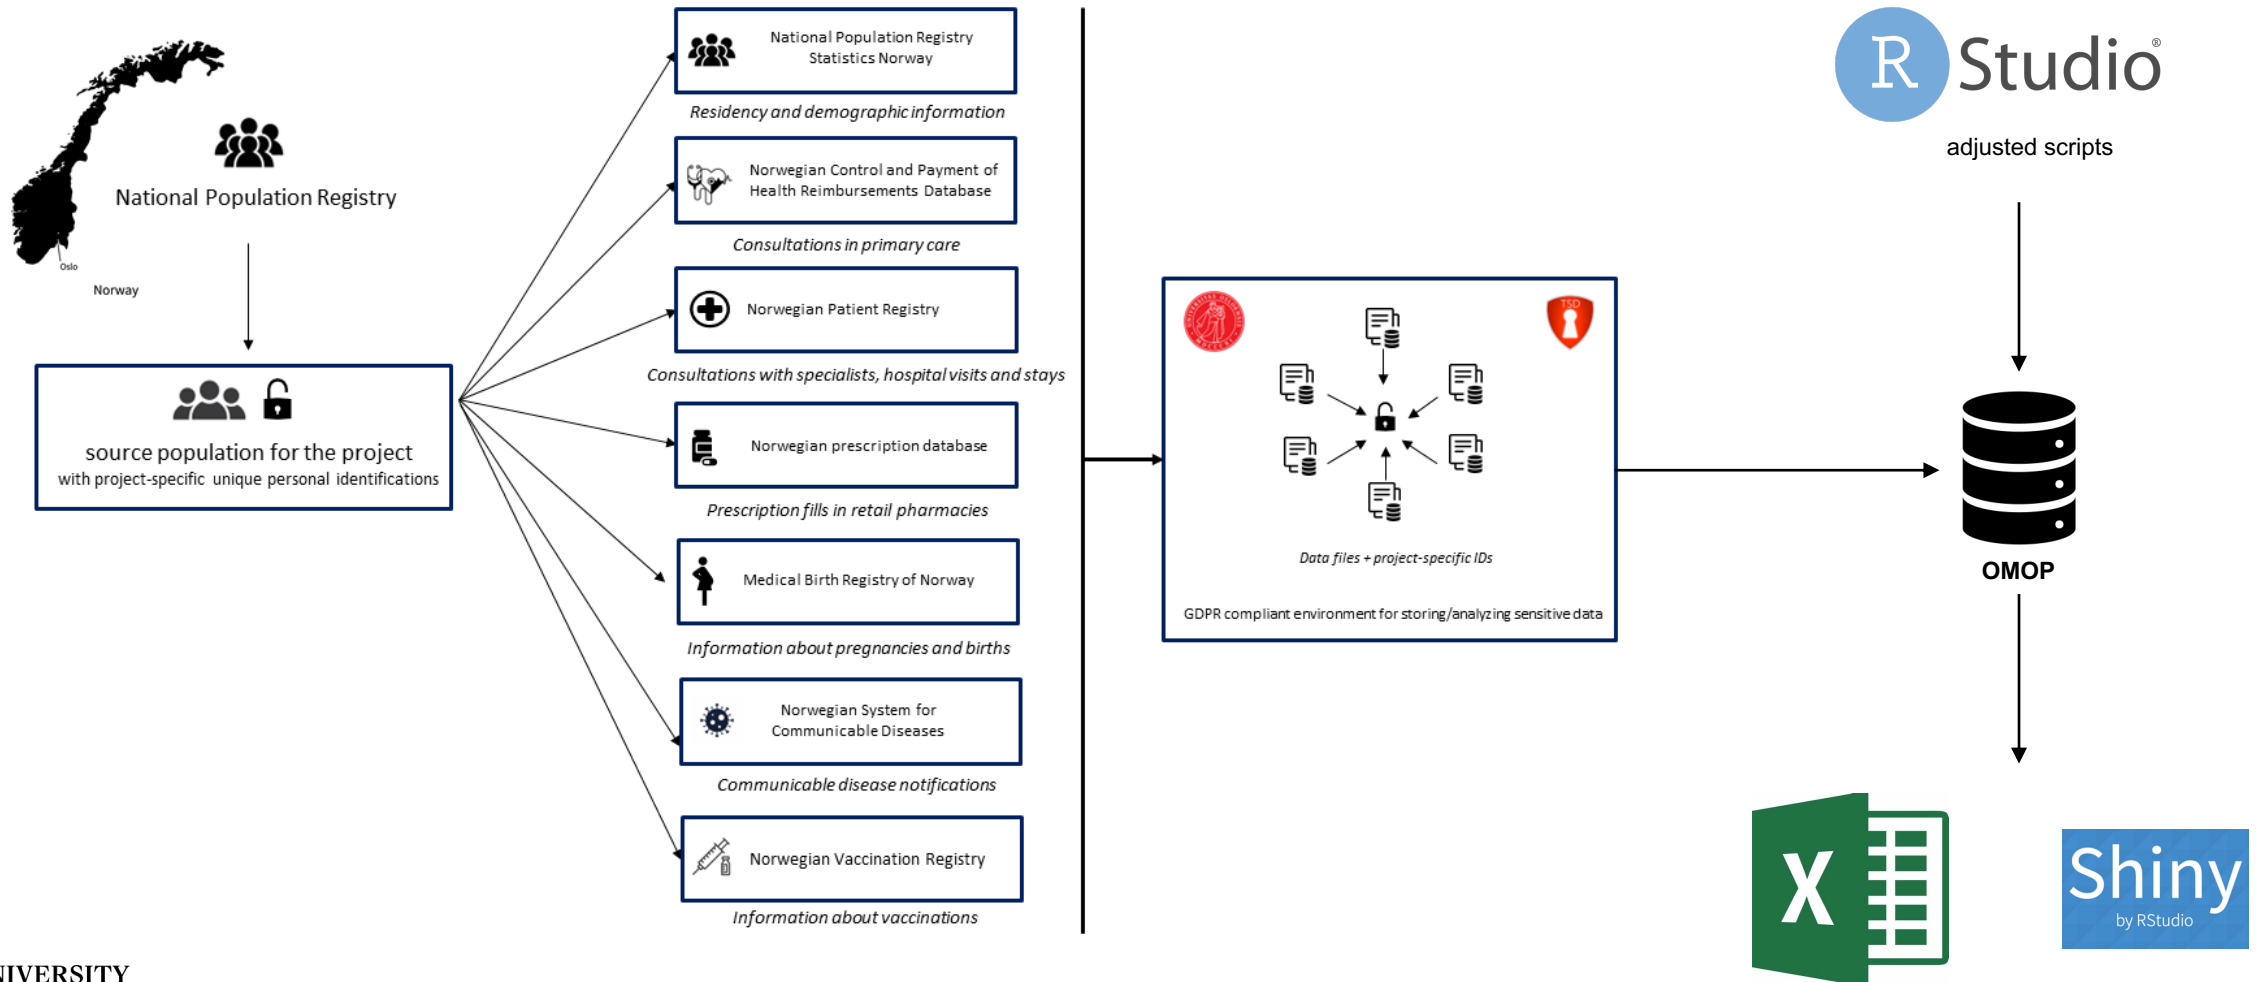 Oslo
Norway
National Population Registry
source population for the project
with project-specific unique personal identifications
National Population Registry
Statistics Norway
Residency and demographic information
Norwegian Control and Payment of
Health Reimbursements Database
Consultations in primary care
Norwegian Patient Registry
Consultations with specialists, hospital visits and stays
Norwegian prescription database
Prescription fills in retail pharmacies
Medical Birth Registry of Norway
Information about pregnancies and births
Norwegian System for
Communicable Diseases
Communicable disease notifications
Norwegian Vaccination Registry
Information about vaccinations
TSD
Data files + project-specific IDs
GDPR compliant environment for storing/analyzing sensitive data
R Studio®
adjusted scripts
OMOP
X
Shiny
by RStudio
NIVERSITY